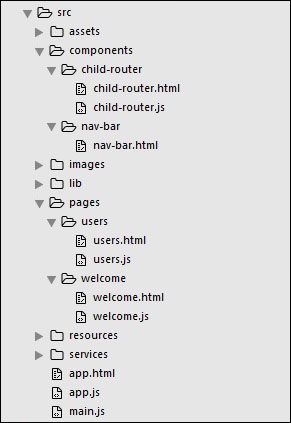 src
assets
components
child-router
child-router.html
child-router.js
nav-bar
nav-bar.html
images
lib
pages
users
users.html
users.js
welcome
welcome.html
welcome.js
resources
services
app.html
app.js
main.js